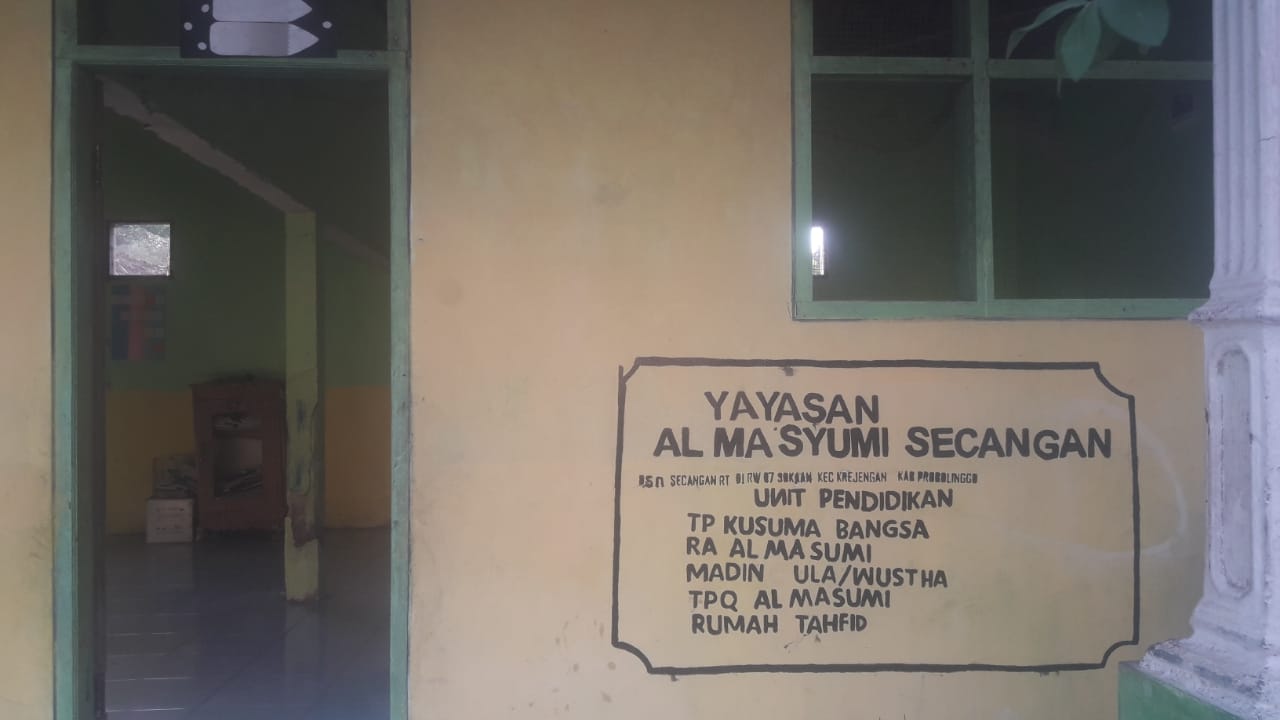 YAYASAN
AL MA'SYUMI SECANGAN
DSN SECANGAN RT 01 RW 07 SOKAAN KEC KREJENGAN KAB PROBOLINGGO
UNIT PENDIDIKAN
TP KUSUMA BANGSA
RA AL MASUMI
MADIN ULA/WUSTHA
TPQ AL MASUMI
RUMAH TAHFID